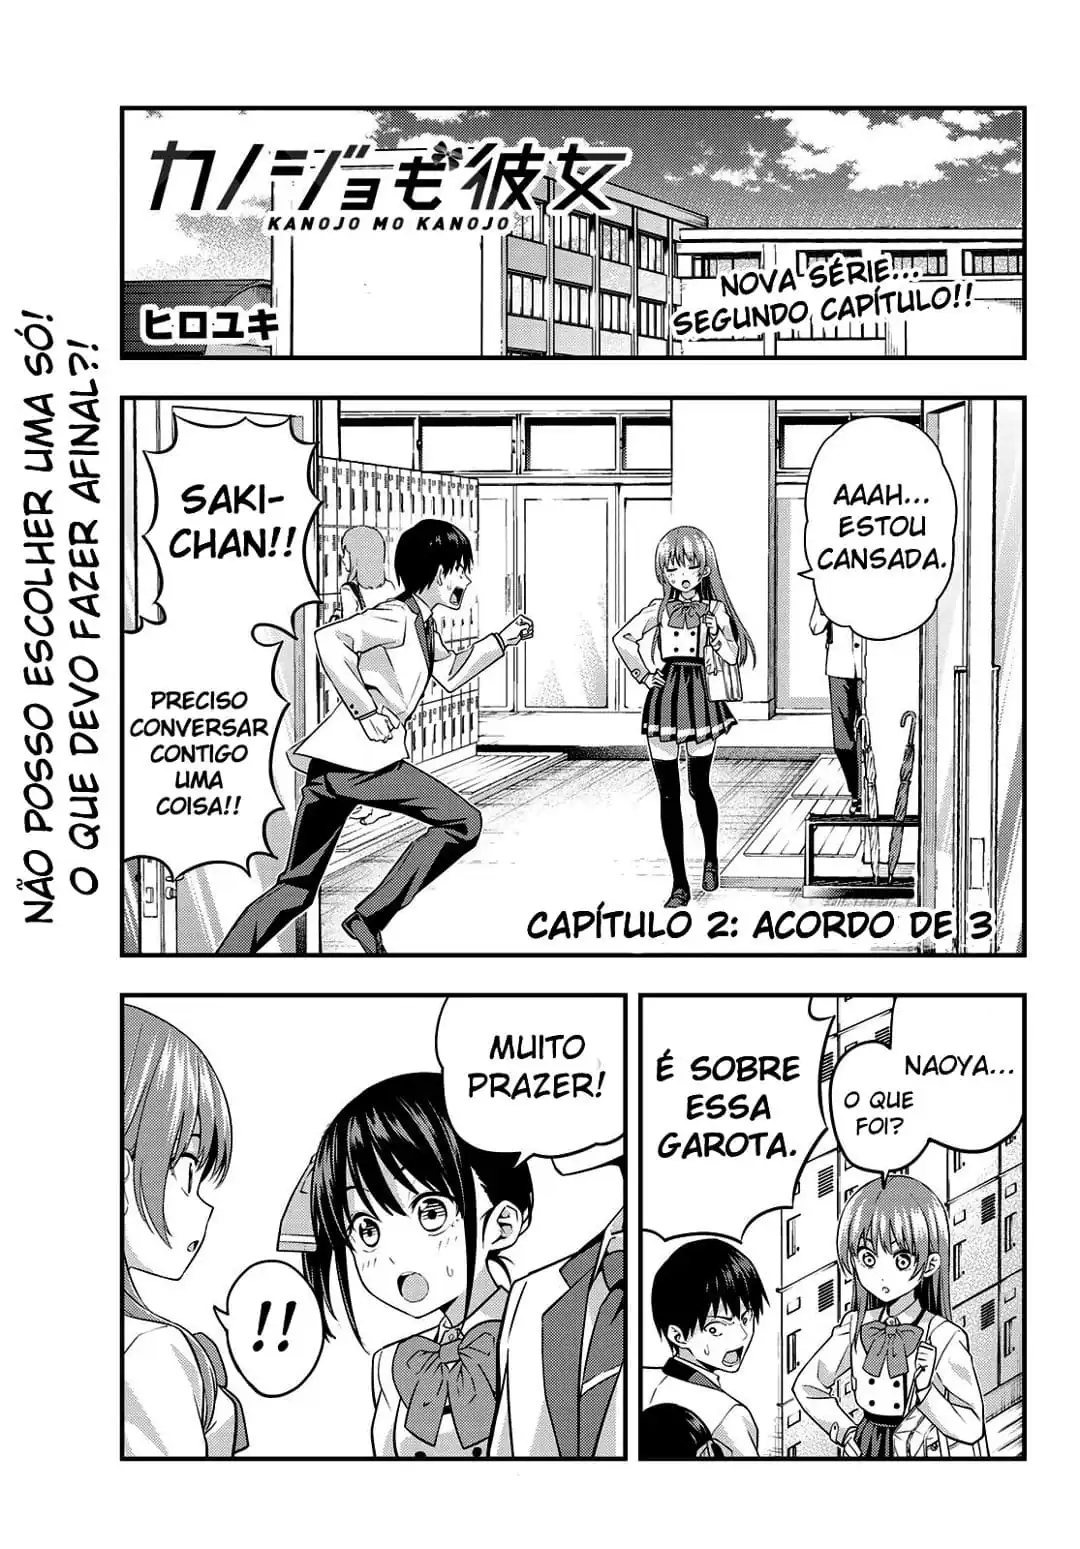 カノジョも彼女
KANOJO MO KANOJO
ヒロユキ
NOVA SÉRIE...
SEGUNDO CAPÍTULO!!
NÃO POSSO ESCOLHER UMA SÓ!
O QUE DEVO FAZER AFINAL?!
AAAH...
ESTOU
CANSADA.
SAKI-
CHAN!!
PRECISO
CONVERSAR
CONTIGO
UMA
COISA!!
CAPÍTULO 2: ACORDO DE 3
NAOYA...
O QUE
FOI?
É SOBRE
ESSA
GAROTA.
MUITO
PRAZER!
!!